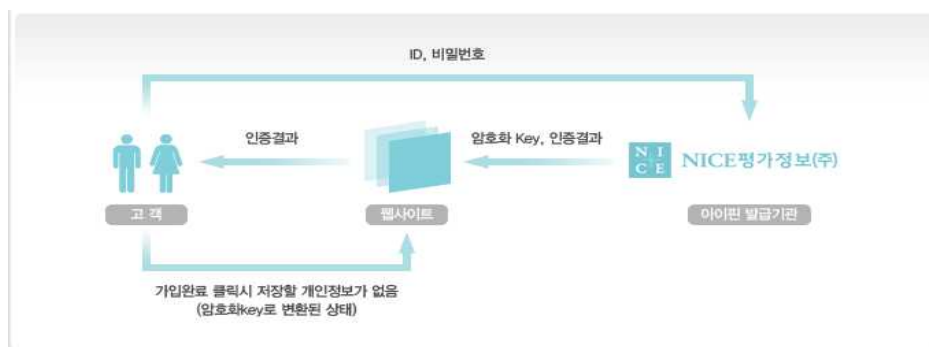 ID, 비밀번호
인증결과
암호화 Key, 인증결과
N I
C E
NICE평가정보(주)
고 객
웹사이트
아이핀 발급기관
가입완료 클릭시 저장할 개인정보가 없음
(암호화key로 변환된 상태)